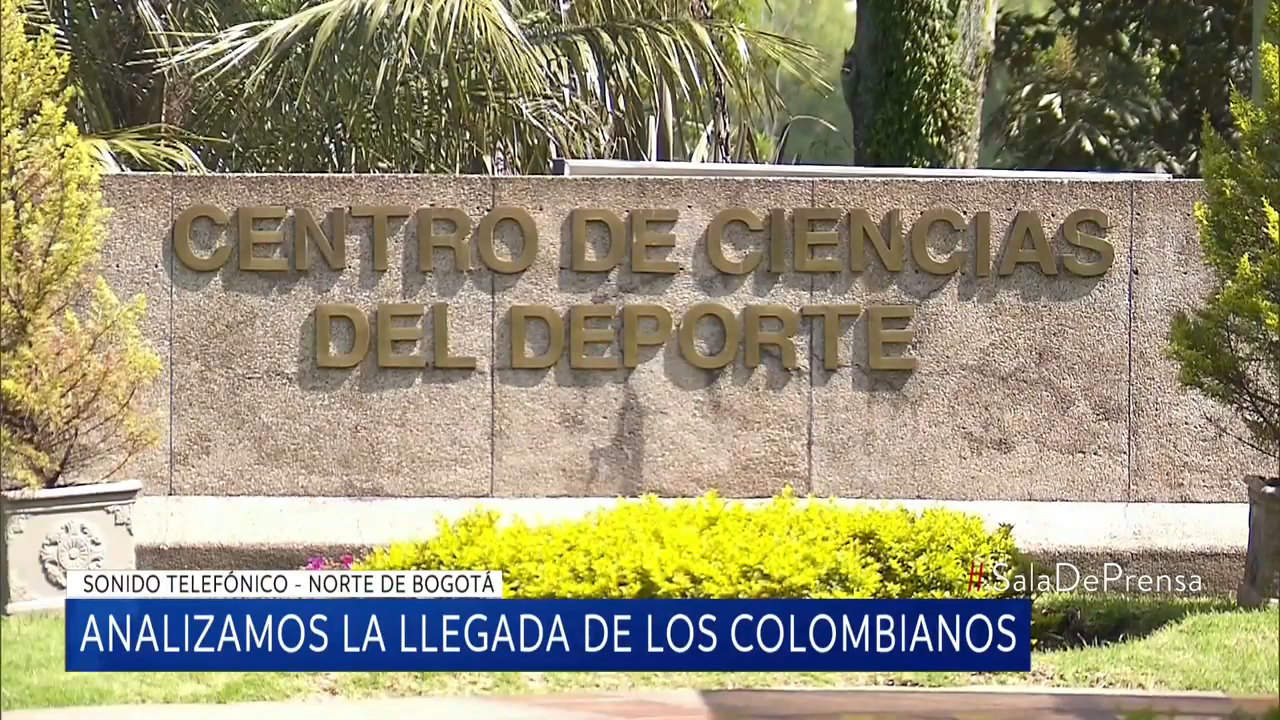 CENTRO DE CIENCIAS
DEL DEPORTE
#SalaDePrensa
SONIDO TELEFÓNICO - NORTE DE BOGOTÁ
ANALIZAMOS LA LLEGADA DE LOS COLOMBIANOS